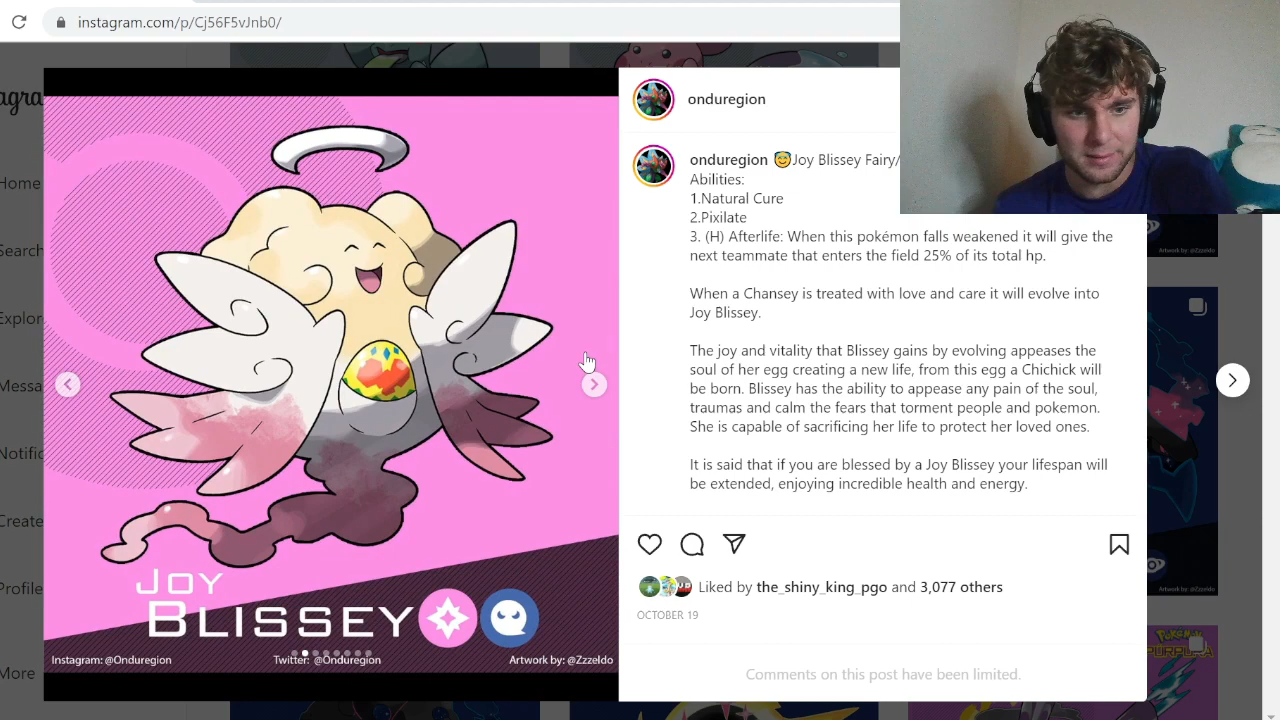 instagram.com/p/Cj56F5vJnb0/
agra
Home
Search
Explor
Messa
Notific
Create
Profile
More
JOY
BLISSEY
Instagram: @Onduregion
Twitter: @Onduregion
Artwork by: @Zzzeldo
onduregion
onduregion 😇Joy Blissey Fairy/
Abilities:
1.Natural Cure
2.Pixilate
3. (H) Afterlife: When this pokémon falls weakened it will give the
next teammate that enters the field 25% of its total hp.
When a Chansey is treated with love and care it will evolve into
Joy Blissey.
The joy and vitality that Blissey gains by evolving appeases the
soul of her egg creating a new life, from this egg a Chichick will
be born. Blissey has the ability to appease any pain of the soul,
traumas and calm the fears that torment people and pokemon.
She is capable of sacrificing her life to protect her loved ones.
It is said that if you are blessed by a Joy Blissey your lifespan will
be extended, enjoying incredible health and energy.
Liked by the_shiny_king_pgo and 3,077 others
OCTOBER 19
Comments on this post have been limited.
Artwork by: @Zzzeldo
Pokémon
PÚRPURA